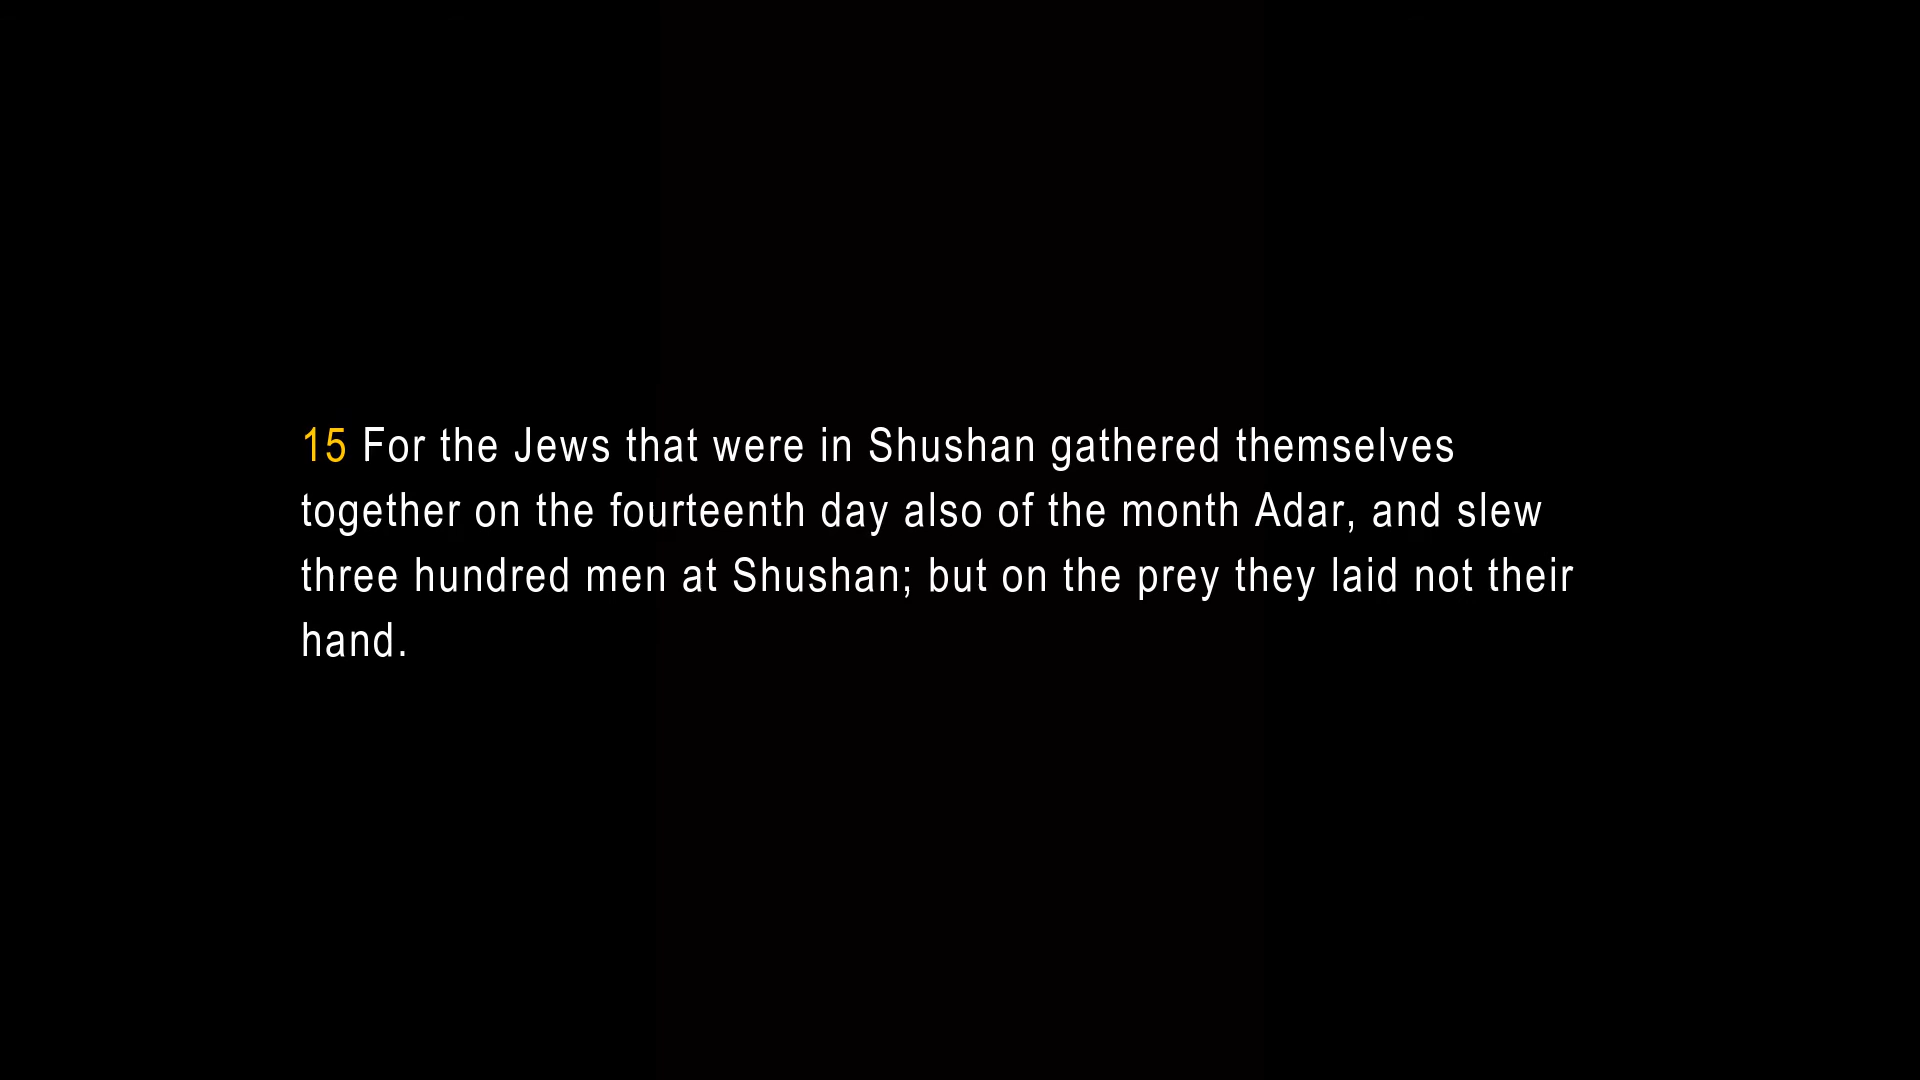 15 For the Jews that were in Shushan gathered themselves
together on the fourteenth day also of the month Adar, and slew
three hundred men at Shushan; but on the prey they laid not their
hand.